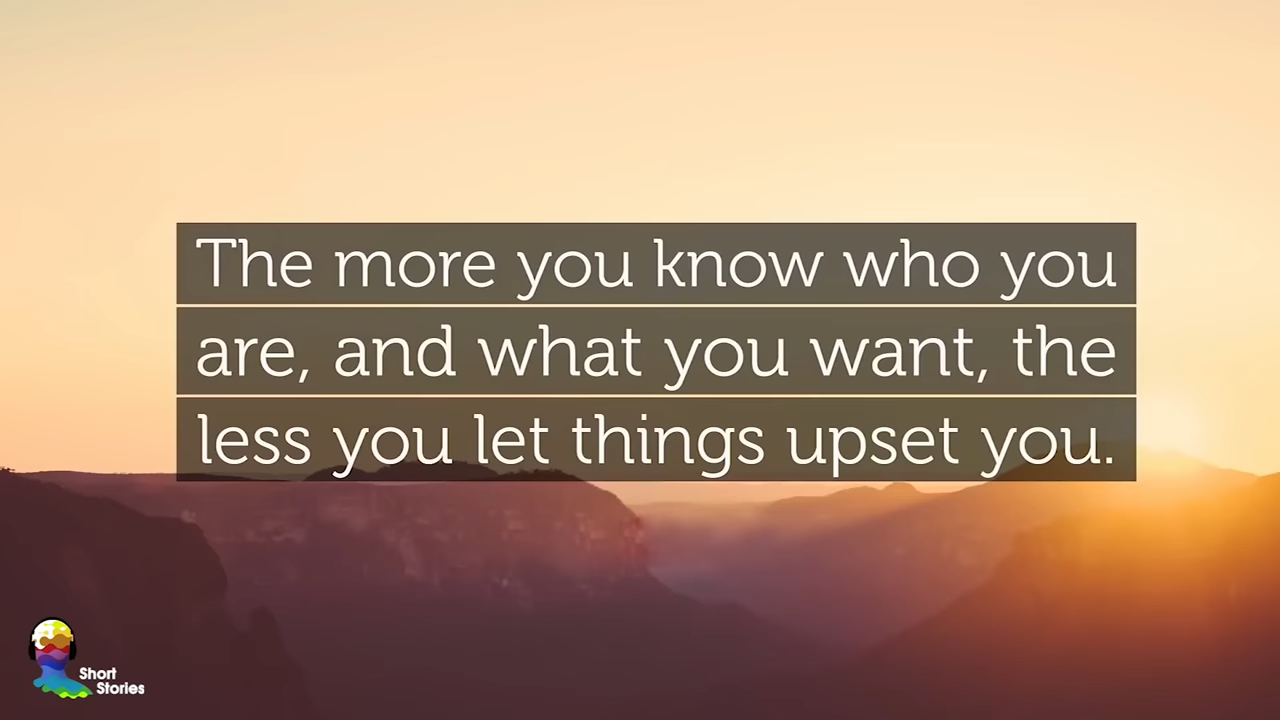 The more you know who you
are, and what you want, the
less you let things upset you.
Short
Stories